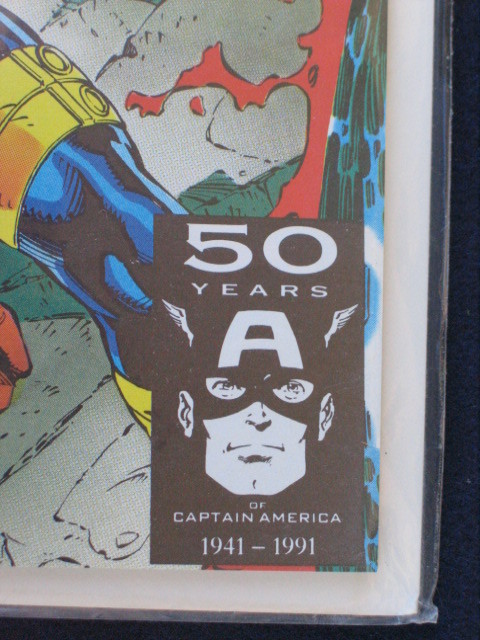 50
YEARS
A
OF
CAPTAIN AMERICA
1941 – 1991